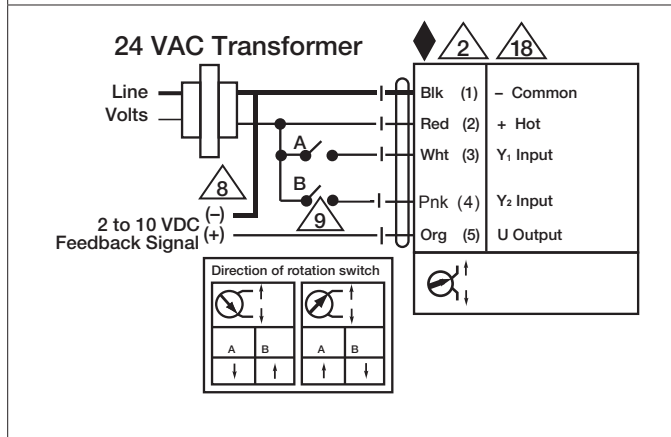 24 VAC Transformer
2
18
Line
Volts
Blk (1) – Common
Red (2) + Hot
A
Wht (3) Y₁ Input
8
B
Pnk (4) Y₂ Input
9
2 to 10 VDC (–)
Feedback Signal (+)
Org (5) U Output
Direction of rotation switch
A B
A B